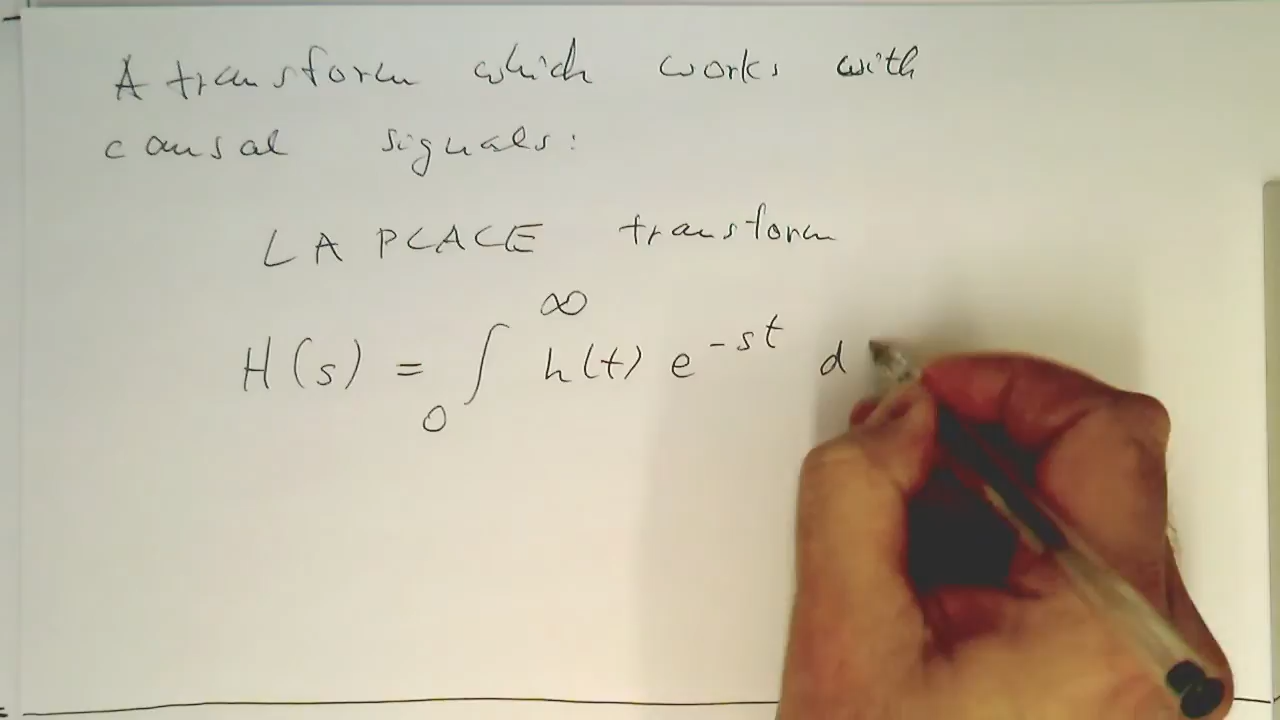 A transform which works with
causal signals:
LAPLACE transform
H(s) = ∫₀^∞ h(t) e^{-st} d